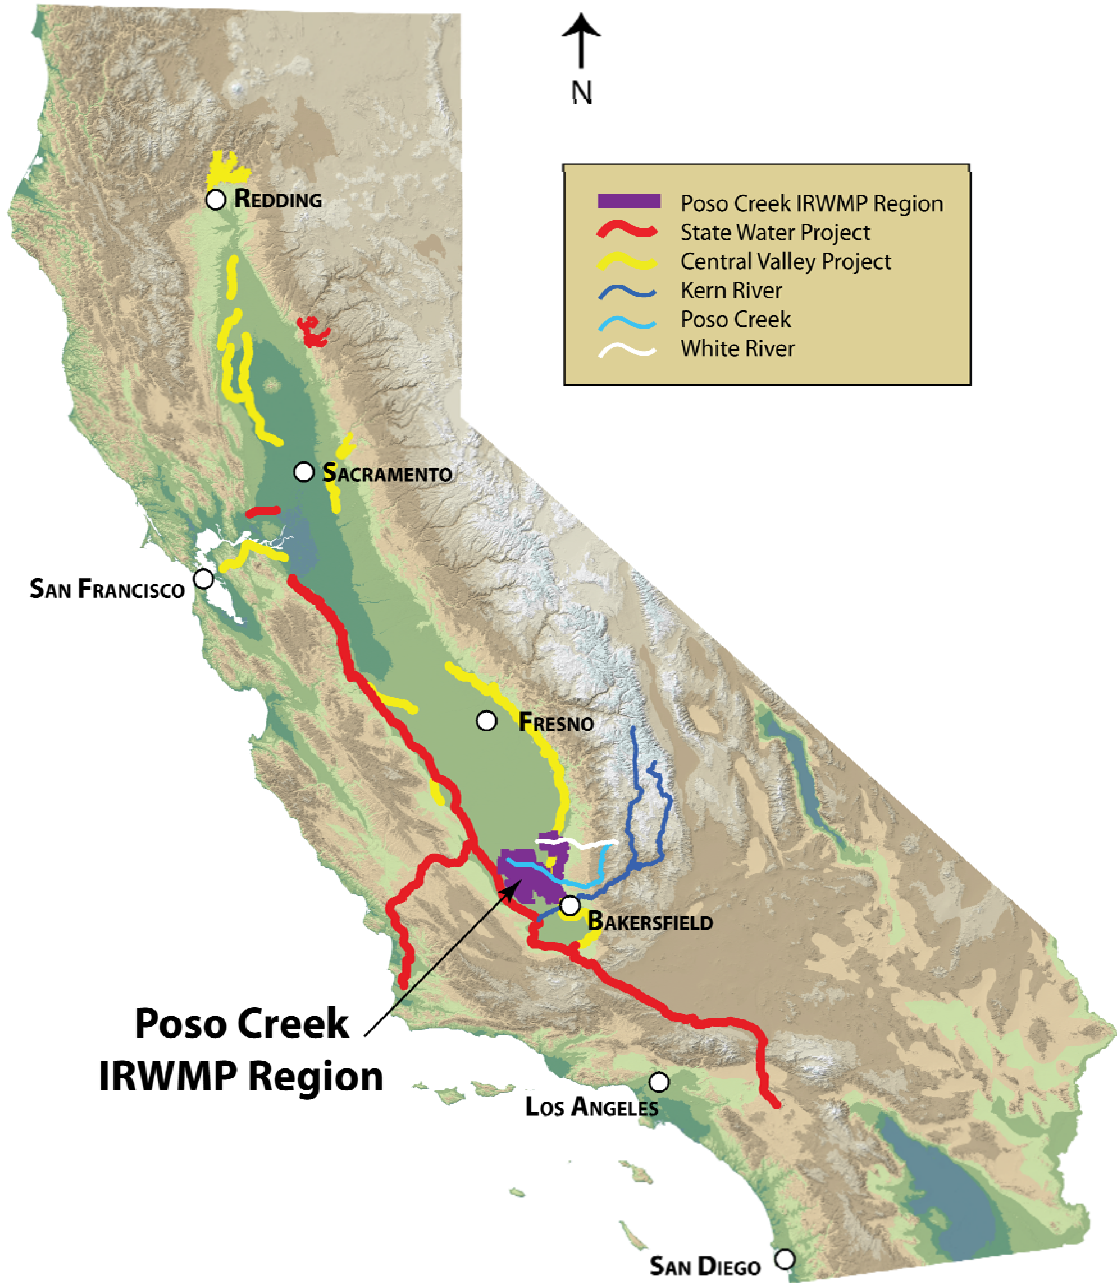 N
REDDING
Poso Creek IRWMP Region
State Water Project
Central Valley Project
Kern River
Poso Creek
White River
SACRAMENTO
SAN FRANCISCO
FRESNO
BAKERSFIELD
Poso Creek
IRWMP Region
LOS ANGELES
SAN DIEGO